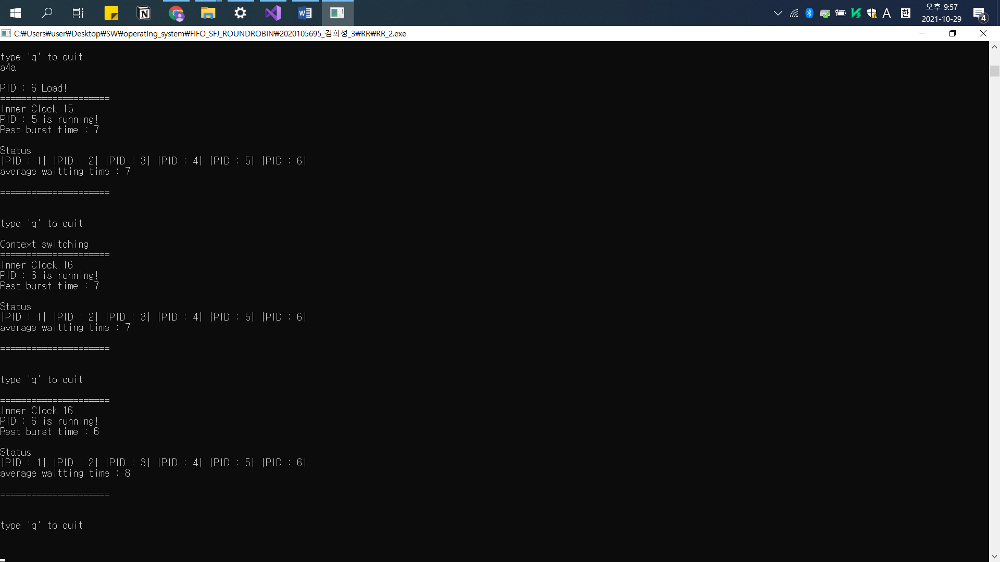 오후 9:57
2021-10-29
4
A
한
C:₩Users₩user₩Desktop₩SW₩operating_system₩FIFO_SFJ_ROUNDROBIN₩2020105695_김희성_3₩RR₩RR_2.exe
type 'q' to quit
a4a
PID : 6 Load!
=====================
Inner Clock 15
PID : 5 is running!
Rest burst time : 7
Status
|PID : 1| |PID : 2| |PID : 3| |PID : 4| |PID : 5| |PID : 6|
average waitting time : 7
=====================
type 'q' to quit
Context switching
=====================
Inner Clock 16
PID : 6 is running!
Rest burst time : 7
Status
|PID : 1| |PID : 2| |PID : 3| |PID : 4| |PID : 5| |PID : 6|
average waitting time : 7
=====================
type 'q' to quit
=====================
Inner Clock 16
PID : 6 is running!
Rest burst time : 6
Status
|PID : 1| |PID : 2| |PID : 3| |PID : 4| |PID : 5| |PID : 6|
average waitting time : 8
=====================
type 'q' to quit